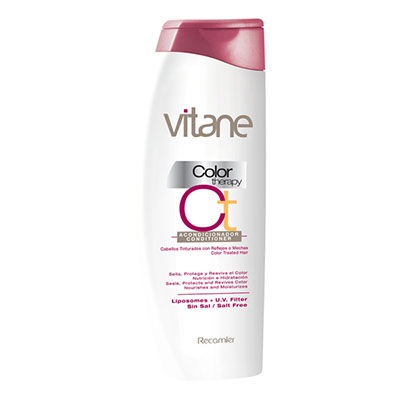 vitane
Color
therapy
Ct
ACONDICIONADOR
CONDITIONER
Cabellos Tinturados con Reflejos o Mechas
Color Treated Hair
Sella, Protege y Reaviva el Color
Nutrición e Hidratación
Seals, Protects and Revives Color
Nourishes and Moisturizes
Liposomes + U.V. Filter
Sin Sal / Salt Free
Recamier